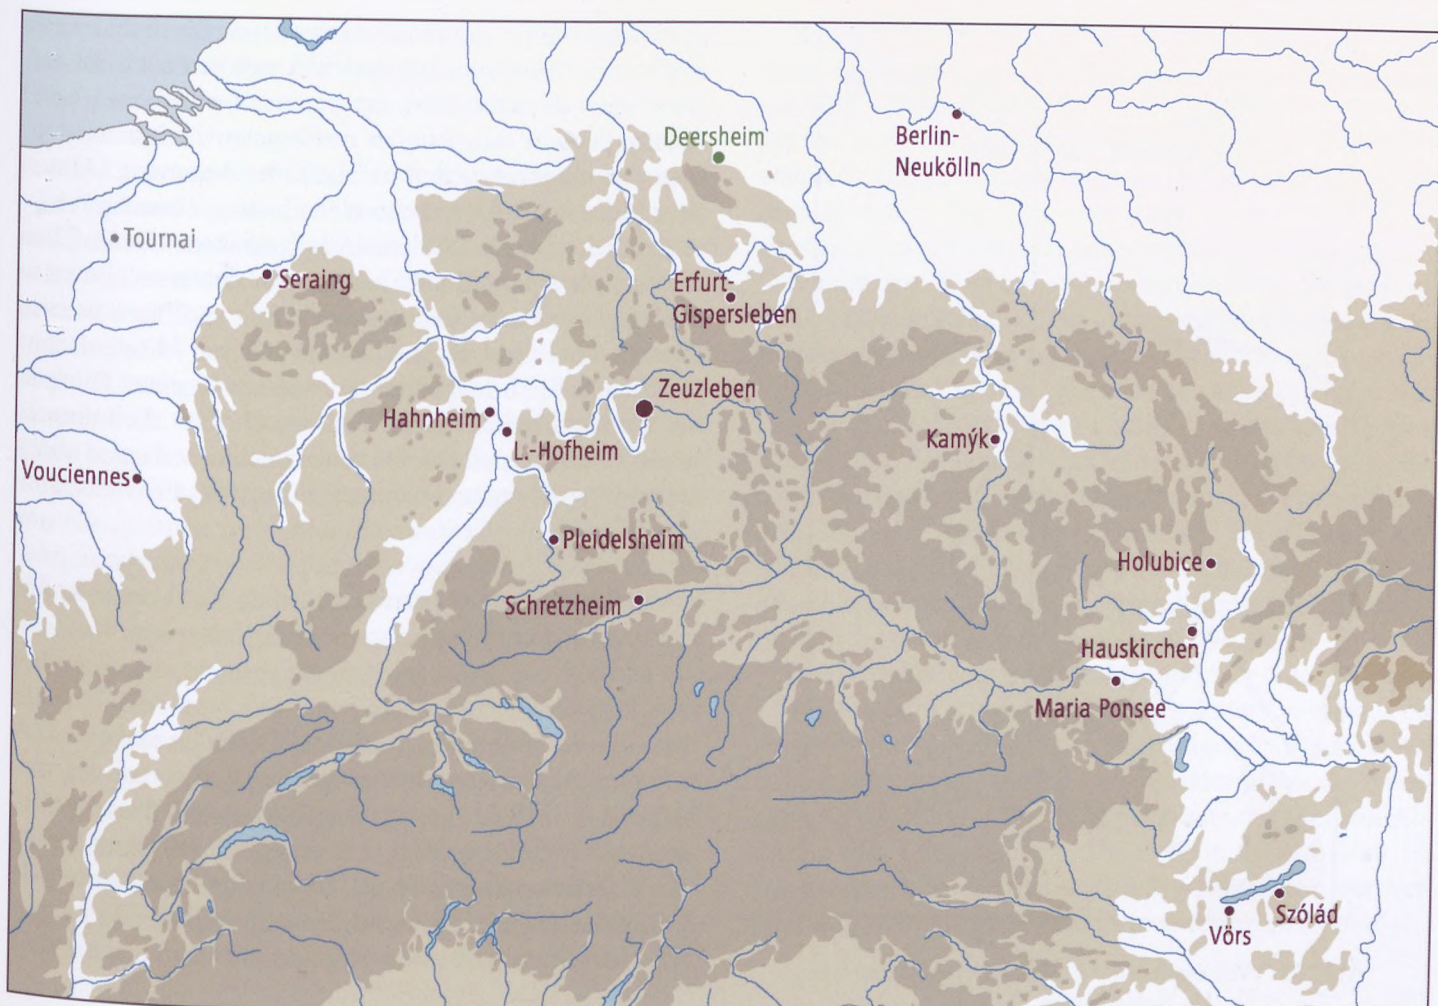 Deersheim
Berlin-
Neukölln
Tournai
Seraing
Erfurt-
Gispersleben
Zeuzleben
Hahnheim
L.-Hofheim
Kamýk
Vouciennes
Pleidelsheim
Holubice
Schretzheim
Hauskirchen
Maria Ponsee
Szólád
Vörs